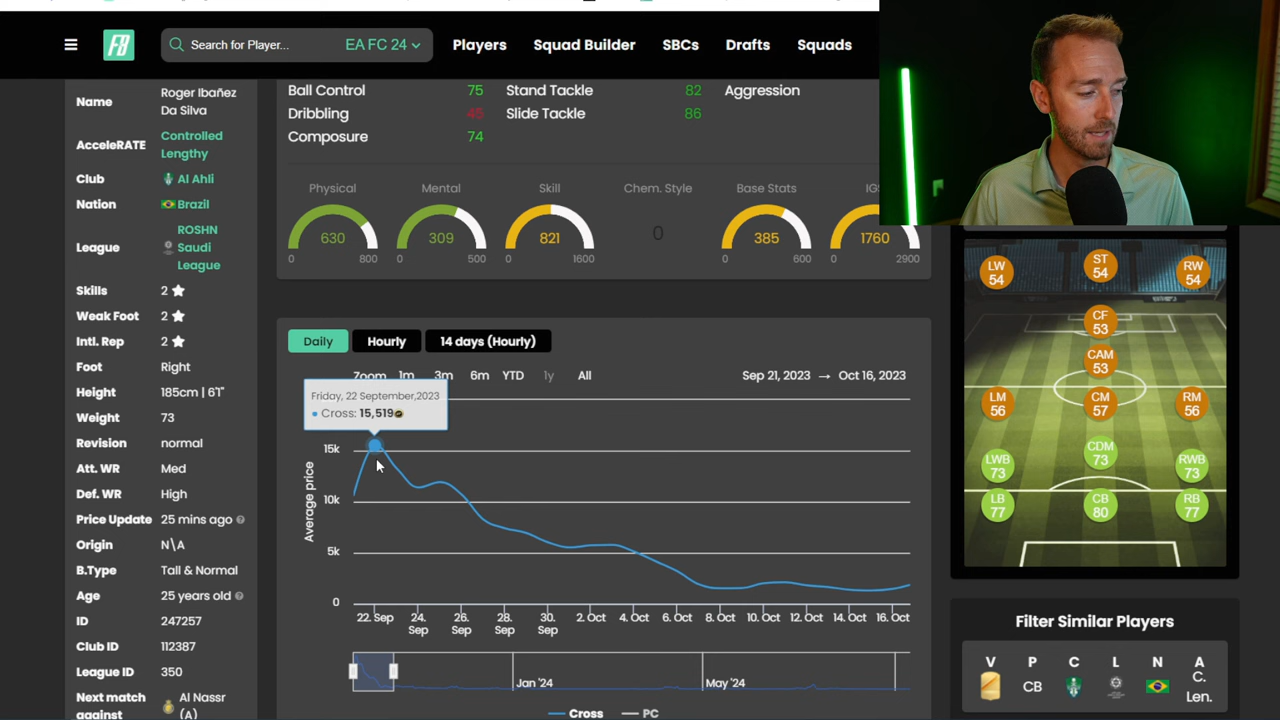 FB
Search for Player...
EA FC 24
Players
Squad Builder
SBCs
Drafts
Squads
Name
Roger Ibañez
Da Silva
AcceleRATE
Controlled
Lengthy
Club
Al Ahli
Nation
Brazil
League
ROSHN
Saudi
League
Skills
2
Weak Foot
2
Intl. Rep
2
Foot
Right
Height
185cm | 6'1"
Weight
73
Revision
normal
Att. WR
Med
Def. WR
High
Price Update
25 mins ago
Origin
N\A
B.Type
Tall & Normal
Age
25 years old
ID
247257
Club ID
112387
League ID
350
Next match
against
Al Nassr
(A)
Ball Control
75
Dribbling
45
Composure
74
Stand Tackle
82
Slide Tackle
86
Aggression
Physical
630
0
800
Mental
309
0
500
Skill
821
0
1600
Chem. Style
0
Base Stats
385
0
600
IG
1760
0
2900
Daily
Hourly
14 days (Hourly)
Zoom
1m
3m
6m
YTD
1y
All
Sep 21, 2023 → Oct 16, 2023
Friday, 22 September,2023
Cross: 15,519
Average price
15k
10k
5k
0
22. Sep
24.
Sep
26.
Sep
28.
Sep
30.
Sep
2. Oct
4. Oct
6. Oct
8. Oct
10. Oct
12. Oct
14. Oct
16. Oct
Jan '24
May '24
Cross
PC
LW
54
ST
54
RW
54
CF
53
CAM
53
LM
56
CM
57
RM
56
LWB
73
CDM
73
RWB
73
LB
77
CB
80
RB
77
Filter Similar Players
V
P
C
L
N
A
CB
C.
Len.